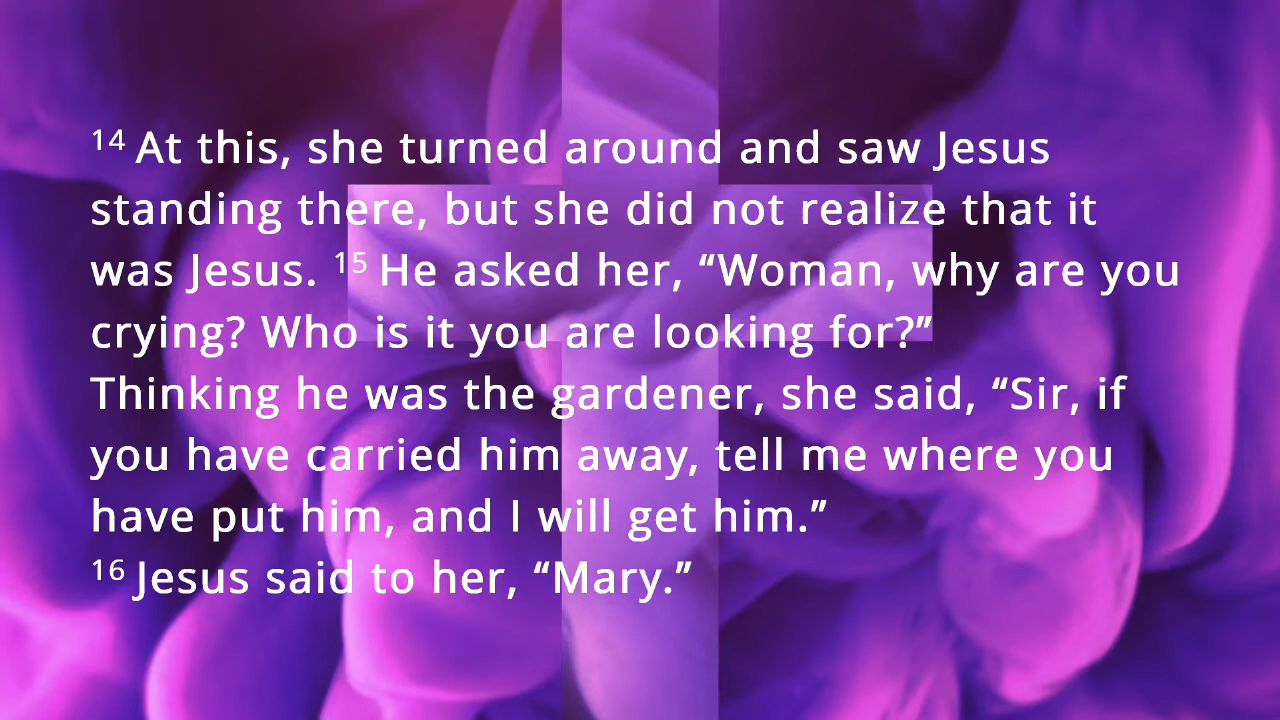 ¹⁴ At this, she turned around and saw Jesus
standing there, but she did not realize that it
was Jesus. ¹⁵ He asked her, “Woman, why are you
crying? Who is it you are looking for?”
Thinking he was the gardener, she said, “Sir, if
you have carried him away, tell me where you
have put him, and I will get him.”
¹⁶ Jesus said to her, “Mary.”